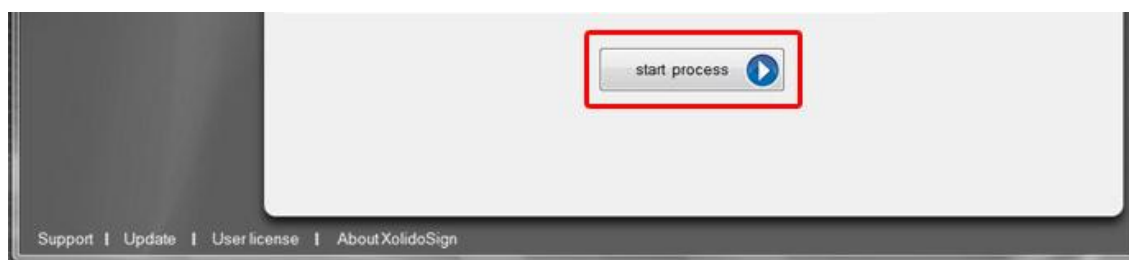 start process
Support | Update | User license | About XolidoSign